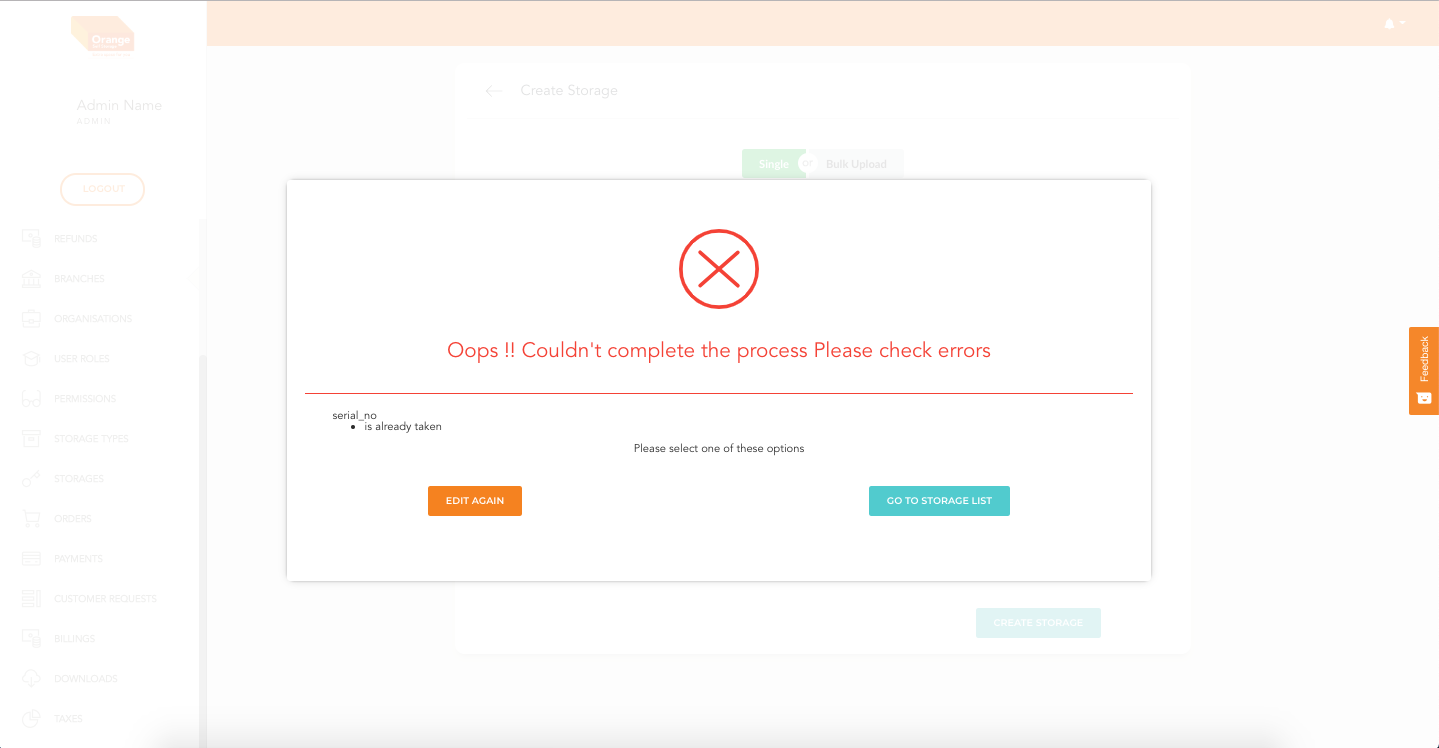 Orange
Admin Name
ADMIN
LOGOUT
REFUNDS
BRANCHES
ORGANISATIONS
USER ROLES
PERMISSIONS
STORAGE TYPES
STORAGES
ORDERS
PAYMENTS
CUSTOMER REQUESTS
BILLINGS
DOWNLOADS
TAXES
Create Storage
Single or Bulk Upload
Oops !! Couldn't complete the process Please check errors
serial_no
is already taken
Please select one of these options
EDIT AGAIN GO TO STORAGE LIST
CREATE STORAGE
Feedback